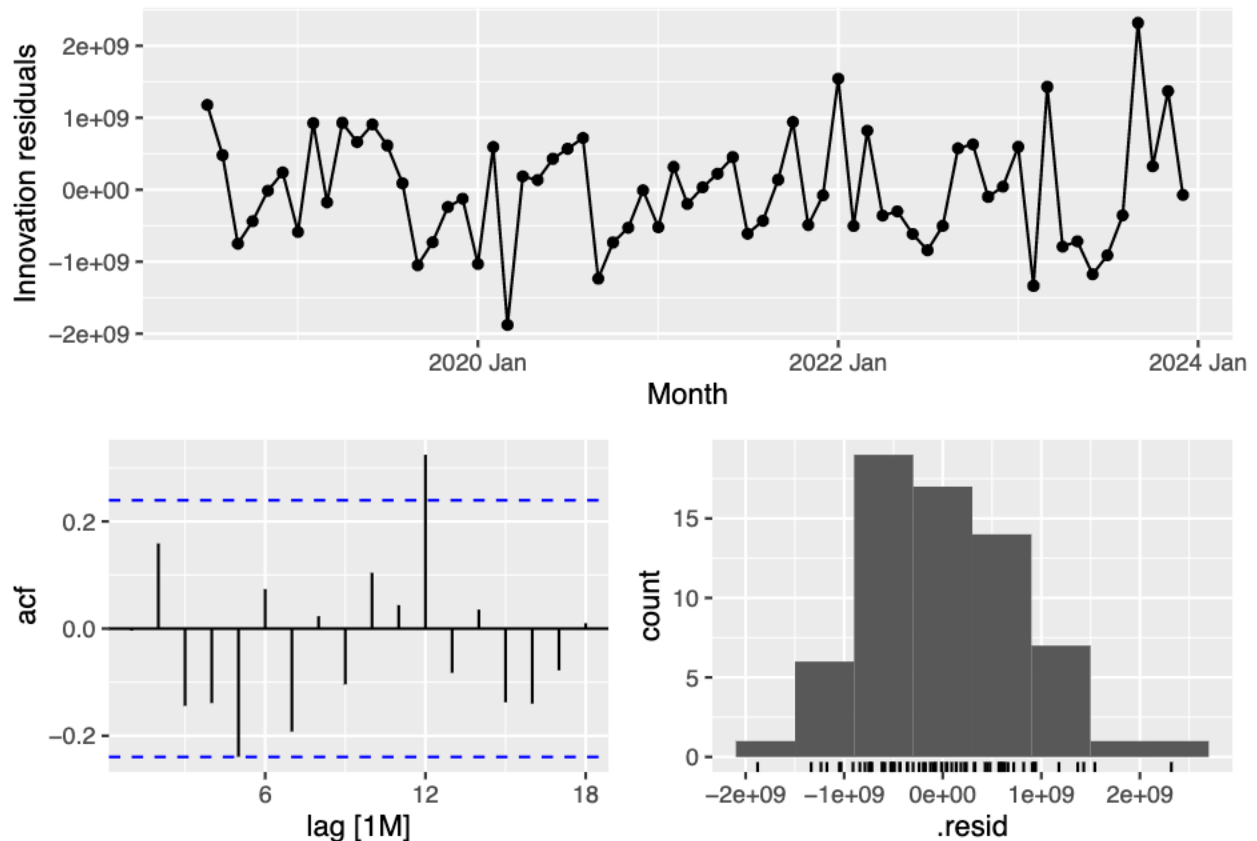 Innovation residuals
2e+09
1e+09
0e+00
−1e+09
−2e+09
2020 Jan
2022 Jan
2024 Jan
Month
acf
0.2
0.0
−0.2
6
12
18
lag [1M]
count
15
10
5
0
−2e+09
−1e+09
0e+00
1e+09
2e+09
.resid